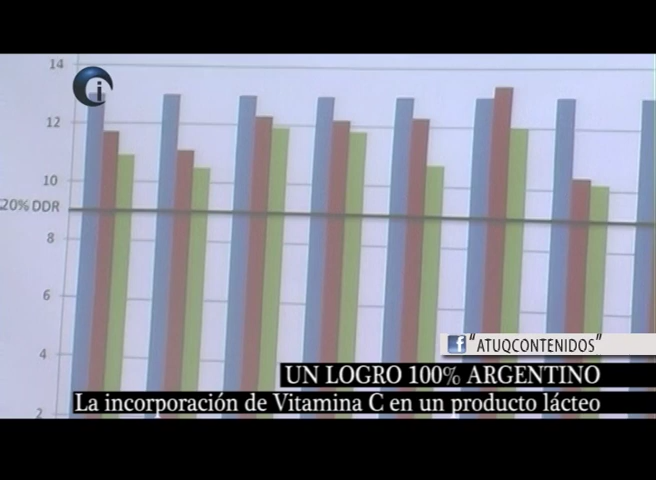 14
i
12
10
20% DDR
8
6
"ATUQCONTENIDOS"
f
4
UN LOGRO 100% ARGENTINO
La incorporación de Vitamina C en un producto lácteo
2